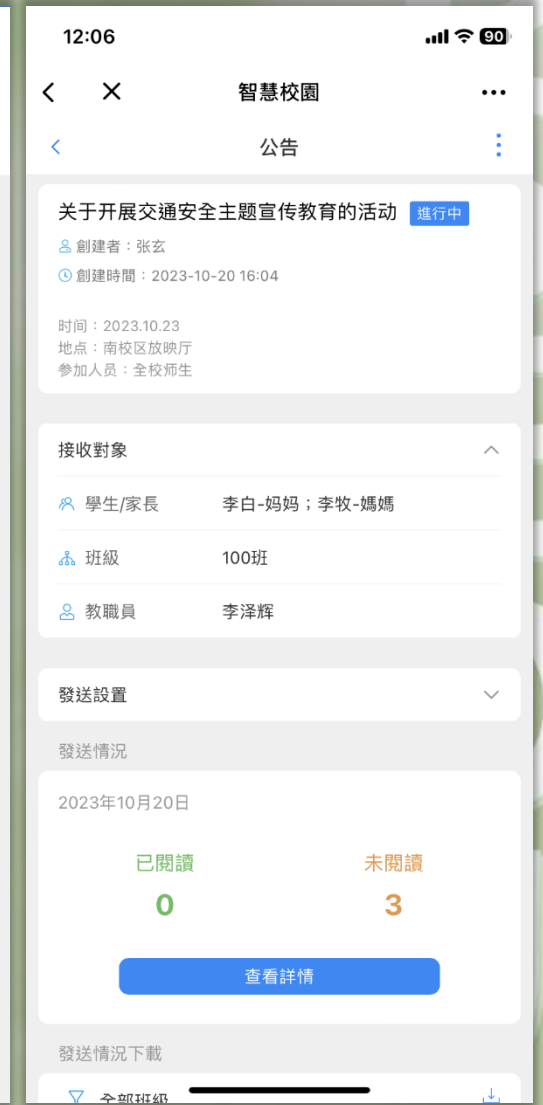 12:06
90
智慧校園
公告
关于开展交通安全主题宣传教育的活动 進行中
創建者：张玄
創建時間：2023-10-20 16:04
时间：2023.10.23
地点：南校区放映厅
参加人员：全校师生
接收對象
學生/家長 李白-妈妈；李牧-媽媽
班級 100班
教職員 李泽辉
發送設置
發送情況
2023年10月20日
已閱讀 未閱讀
0 3
查看詳情
發送情況下載
全部班級